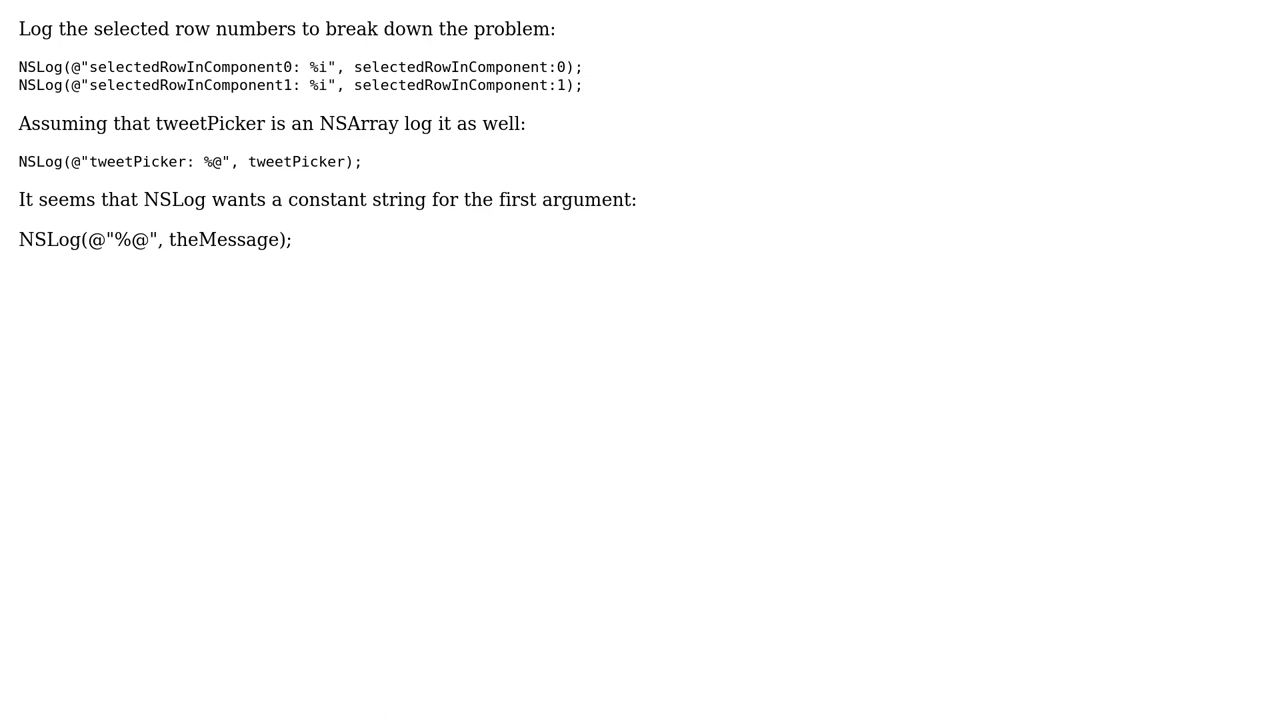 Log the selected row numbers to break down the problem:
NSLog(@"selectedRowInComponent0: %i", selectedRowInComponent:0);
NSLog(@"selectedRowInComponent1: %i", selectedRowInComponent:1);
Assuming that tweetPicker is an NSArray log it as well:
NSLog(@"tweetPicker: %@", tweetPicker);
It seems that NSLog wants a constant string for the first argument:
NSLog(@"%@", theMessage);